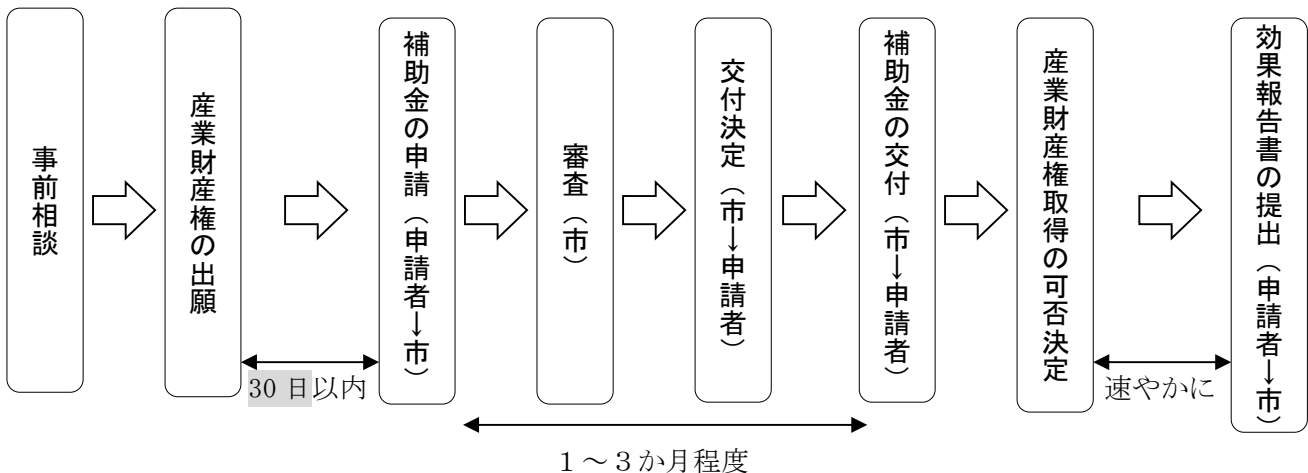 事前相談
産業財産権の出願
補助金の申請（申請者→市）
審査（市）
交付決定（市→申請者）
補助金の交付（市→申請者）
産業財産権取得の可否決定
効果報告書の提出（申請者→市）
30 日以内
速やかに
１～３か月程度